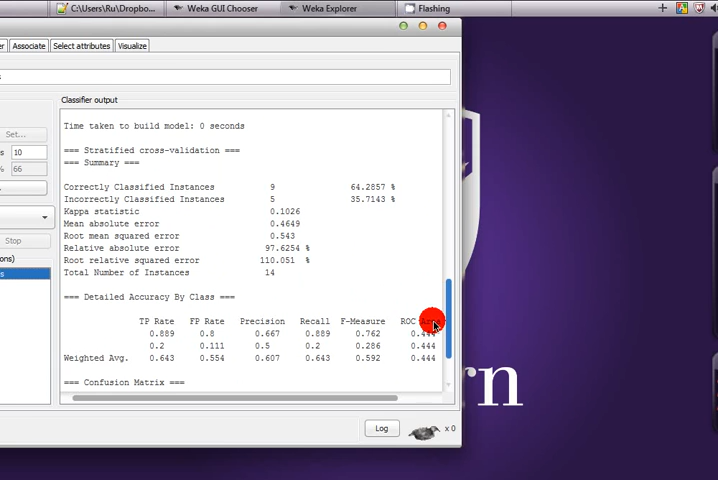 C:\Users\Ru\Dropbo... Weka GUI Chooser Weka Explorer Flashing
Associate Select attributes Visualize
Classifier output
Time taken to build model: 0 seconds
=== Stratified cross-validation ===
=== Summary ===
Correctly Classified Instances 9 64.2857 %
Incorrectly Classified Instances 5 35.7143 %
Kappa statistic 0.1026
Mean absolute error 0.4649
Root mean squared error 0.543
Relative absolute error 97.6254 %
Root relative squared error 110.051 %
Total Number of Instances 14
=== Detailed Accuracy By Class ===
TP Rate FP Rate Precision Recall F-Measure ROC Area
0.889 0.8 0.667 0.889 0.762 0.444
0.2 0.111 0.5 0.2 0.286 0.444
Weighted Avg. 0.643 0.554 0.607 0.643 0.592 0.444
=== Confusion Matrix ===
Set...
10
66
Stop
Log
x 0